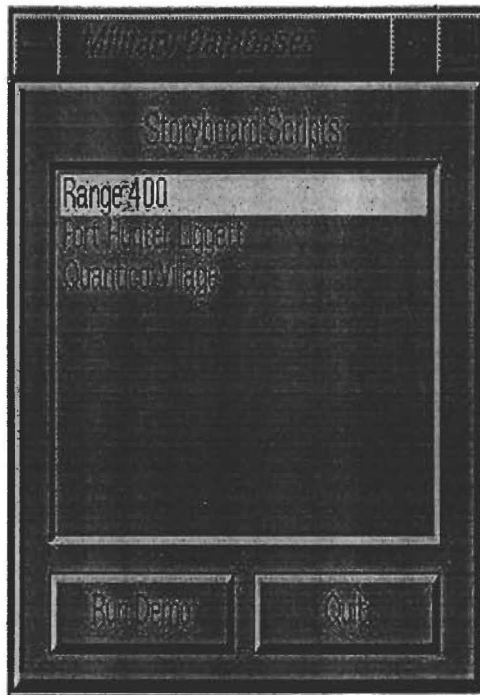 Military Databases
Storyboard Scripts
Range 400
Fort Hunter Liggett
Quantico Village
Run Demo
Quit